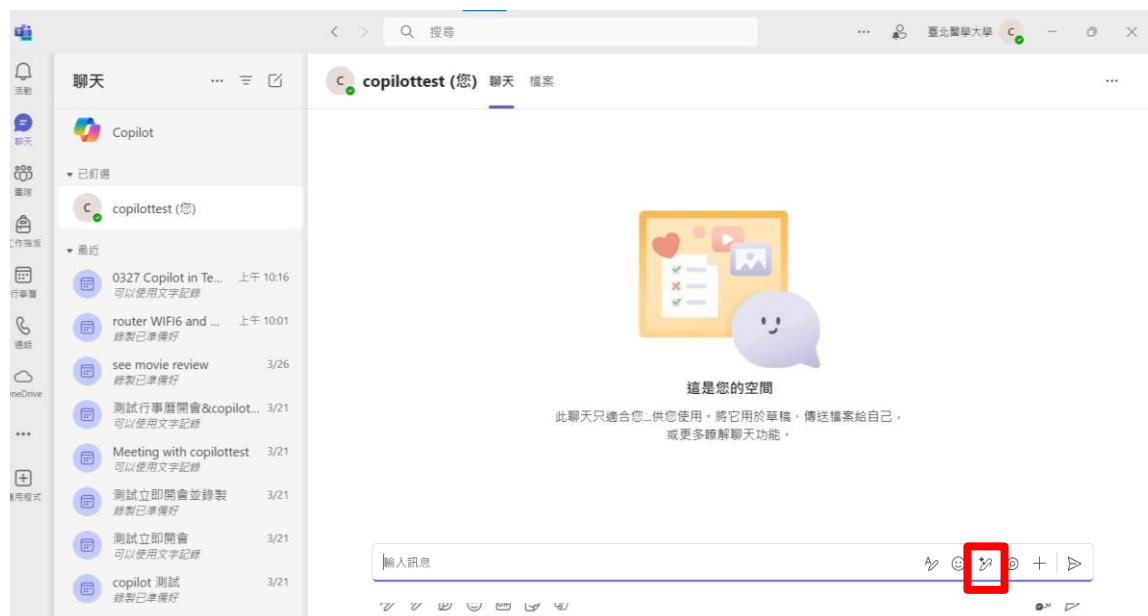 搜尋
臺北醫學大學
C
活動
聊天
團隊
工作指派
行事曆
通話
neDrive
用程式
聊天
Copilot
已釘選
C
copilottest (您)
最近
0327 Copilot in Te... 上午 10:16
可以使用文字記錄
router WIFI6 and ... 上午 10:01
錄製已準備好
see movie review 3/26
錄製已準備好
測試行事曆開會&copilot... 3/21
可以使用文字記錄
Meeting with copilottest 3/21
可以使用文字記錄
測試立即開會並錄製 3/21
錄製已準備好
測試立即開會 3/21
可以使用文字記錄
copilot 測試 3/21
錄製已準備好
C
copilottest (您) 聊天 檔案
這是您的空間
此聊天只適合您...供您使用。將它用於草稿、傳送檔案給自己，
或更多瞭解聊天功能。
輸入訊息